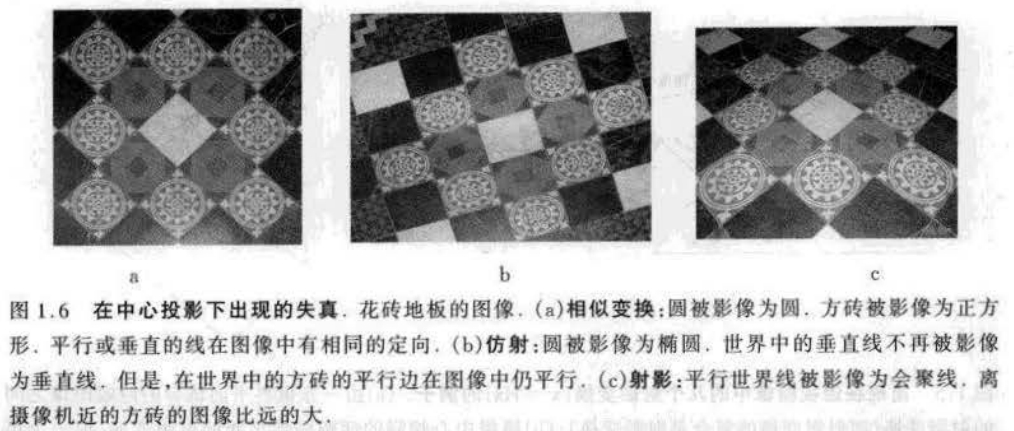 a
b
c
图 1.6 在中心投影下出现的失真. 花砖地板的图像. (a)相似变换:圆被影像为圆. 方砖被影像为正方
形. 平行或垂直的线在图像中有相同的定向. (b)仿射:圆被影像为椭圆. 世界中的垂直线不再被影像
为垂直线. 但是,在世界中的方砖的平行边在图像中仍平行. (c)射影:平行世界线被影像为会聚线. 离
摄像机近的方砖的图像比远的大.